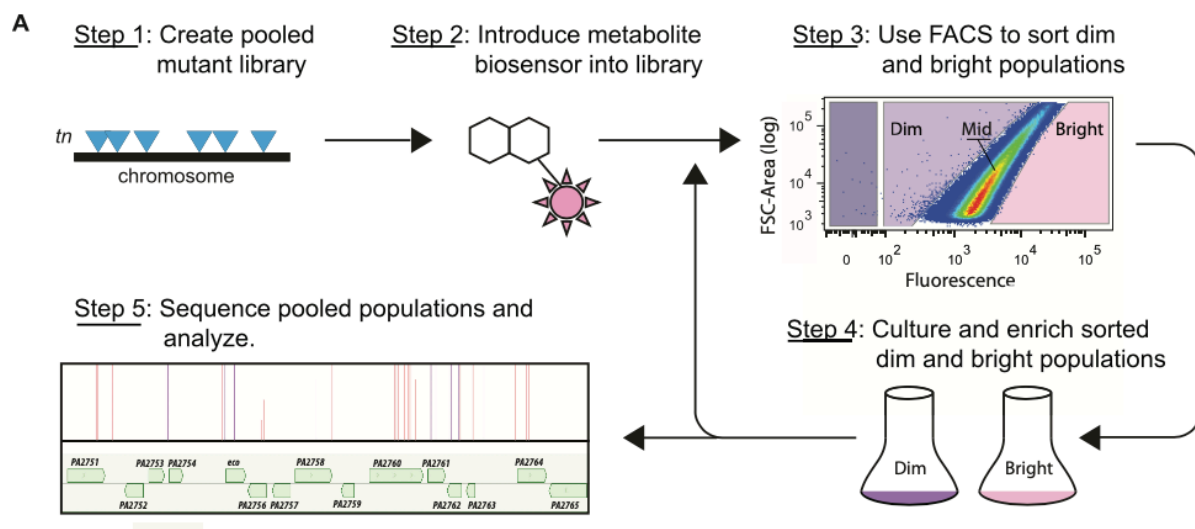 A
Step 1: Create pooled
mutant library
Step 2: Introduce metabolite
biosensor into library
Step 3: Use FACS to sort dim
and bright populations
tn
chromosome
FSC-Area (log)
10^5
10^4
10^3
Dim
Mid
Bright
0 10^2 10^3 10^4 10^5
Fluorescence
Step 4: Culture and enrich sorted
dim and bright populations
Dim
Bright
Step 5: Sequence pooled populations and
analyze.
PA2751 PA2753 PA2754 eco PA2758 PA2760 PA2761 PA2764
PA2752 PA2756 PA2757 PA2759 PA2762 PA2763 PA2765